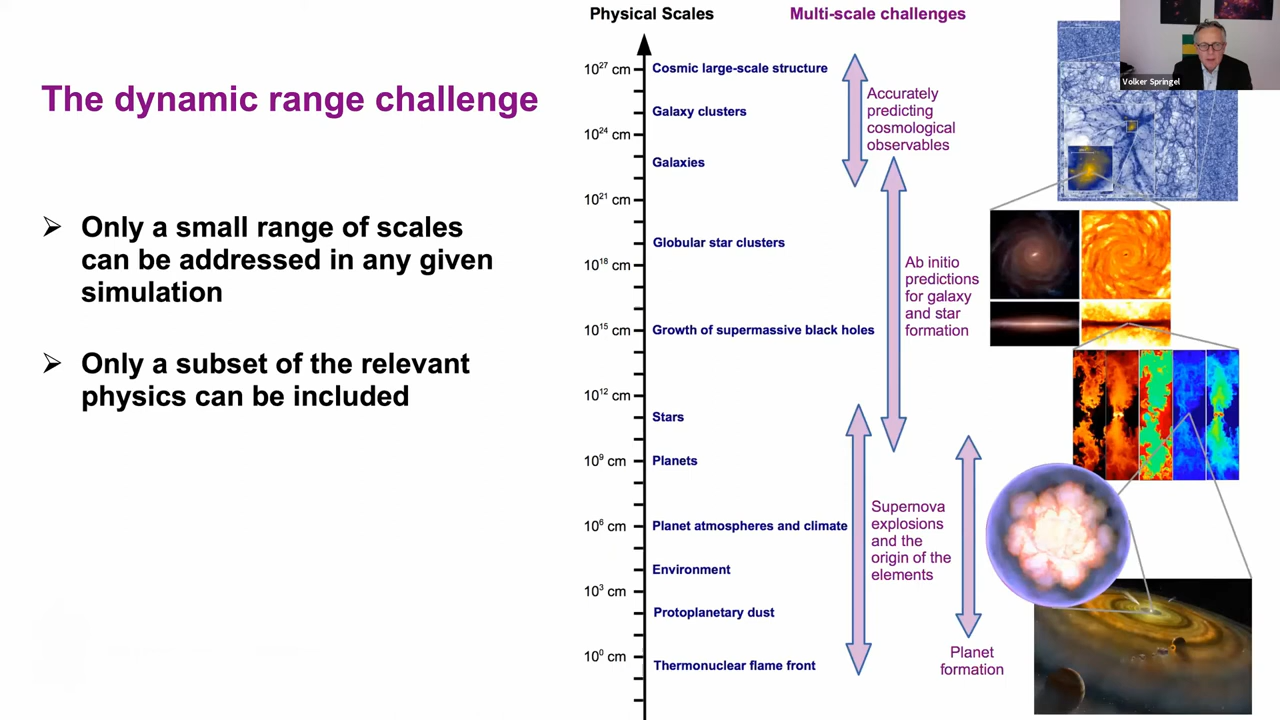 The dynamic range challenge
➢ Only a small range of scales
can be addressed in any given
simulation
➢ Only a subset of the relevant
physics can be included
Physical Scales
10²⁷ cm
10²⁴ cm
10²¹ cm
10¹⁸ cm
10¹⁵ cm
10¹² cm
10⁹ cm
10⁶ cm
10³ cm
10⁰ cm
Cosmic large-scale structure
Galaxy clusters
Galaxies
Globular star clusters
Growth of supermassive black holes
Stars
Planets
Planet atmospheres and climate
Environment
Protoplanetary dust
Thermonuclear flame front
Multi-scale challenges
Accurately
predicting
cosmological
observables
Ab initio
predictions
for galaxy
and star
formation
Supernova
explosions
and the
origin of the
elements
Planet
formation
Volker Springel